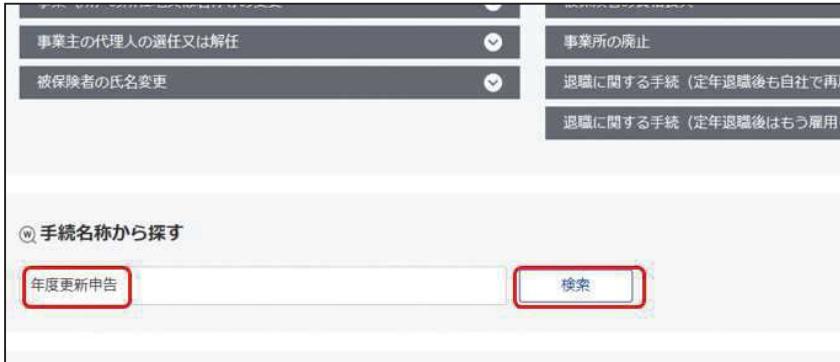 事業主の代理人の選任又は解任
被保険者の氏名変更
事業所の廃止
退職に関する手続（定年退職後も自社で再
退職に関する手続（定年退職後はもう雇用
手続名称から探す
年度更新申告
検索